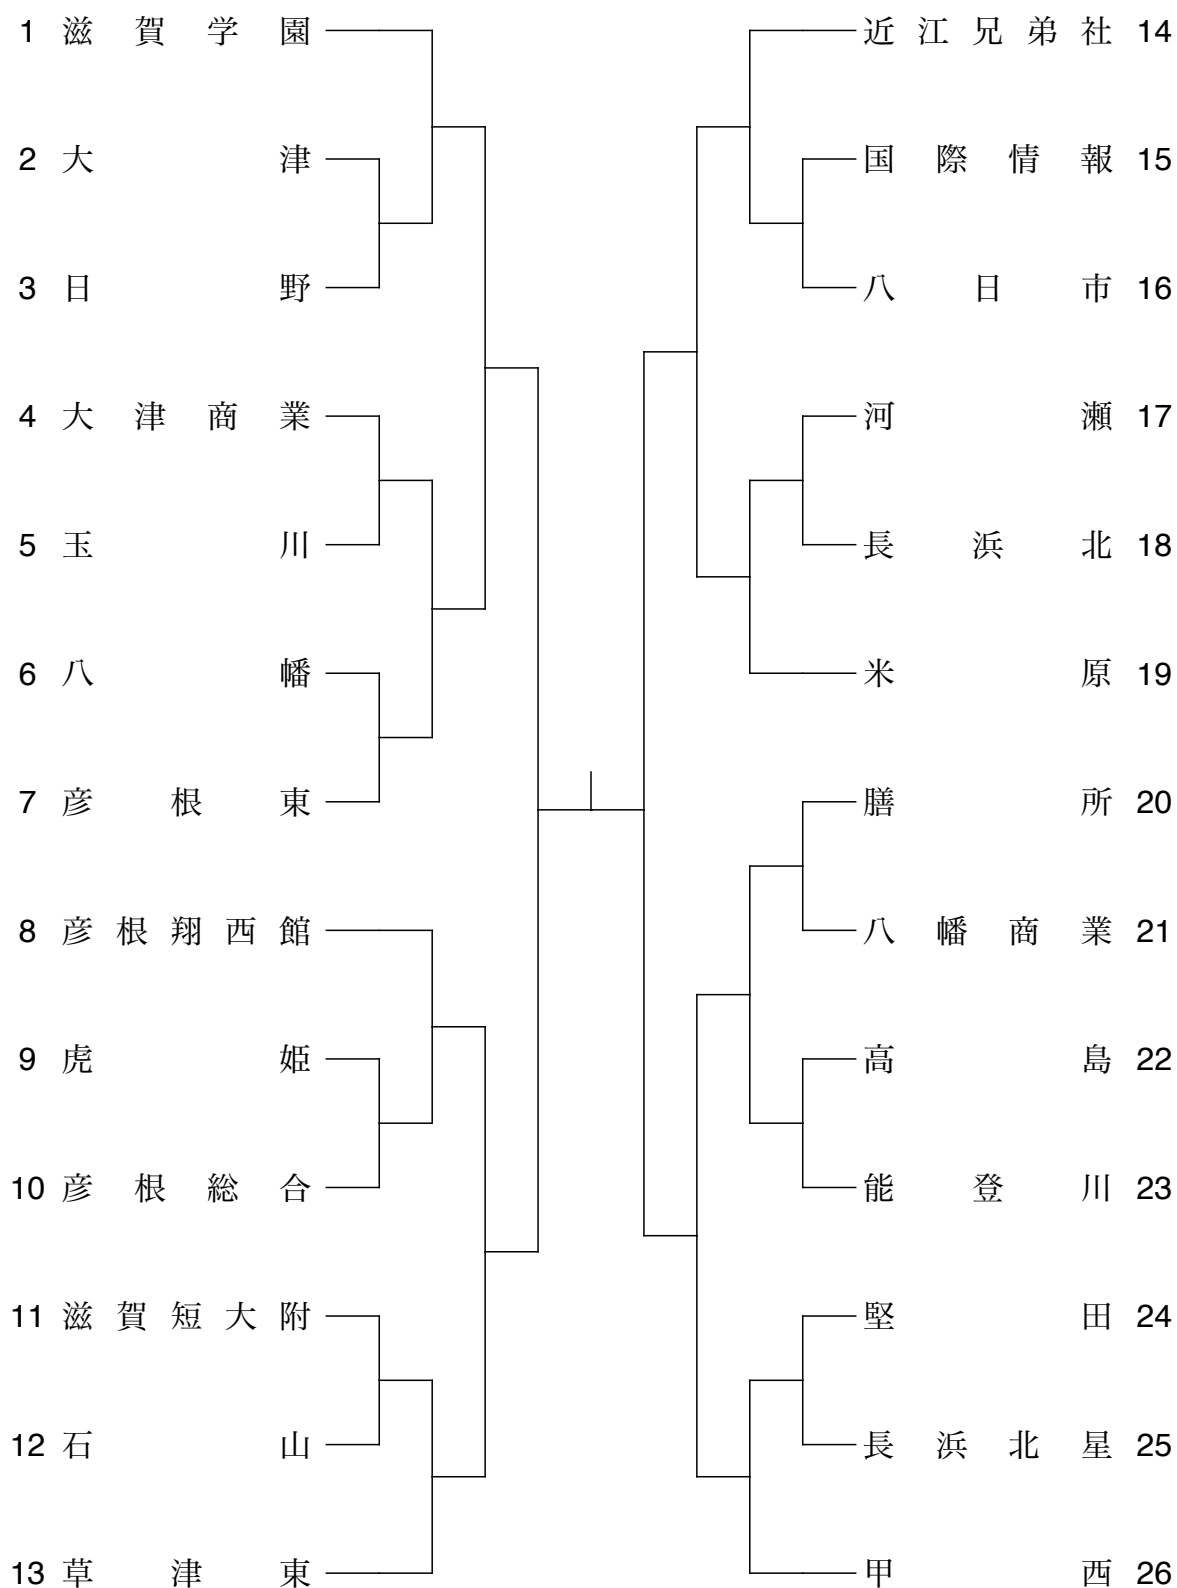 1 滋賀学園
2 大津
3 日野
4 大津商業
5 玉川
6 八幡
7 彦根東
8 彦根翔西館
9 虎姫
10 彦根総合
11 滋賀短大附
12 石山
13 草津東
近江兄弟社 14
国際情報 15
八日市 16
河瀬 17
長浜北 18
米原 19
膳所 20
八幡商業 21
高島 22
能登川 23
堅田 24
長浜北星 25
甲西 26